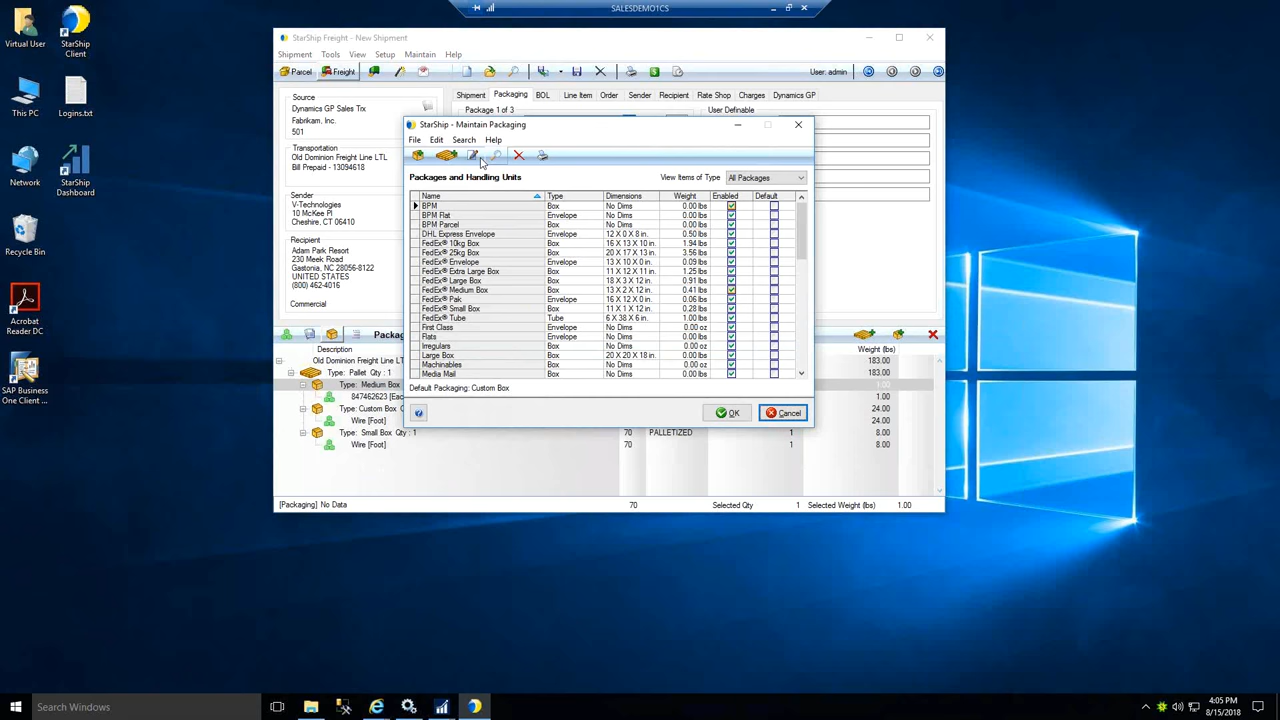 SALESDEMO1CS
Virtual User
StarShip Client
This PC
Logins.txt
Network
StarShip Dashboard
Recycle Bin
Acrobat Reader DC
SAP Business One Client ...
StarShip Freight - New Shipment
Shipment Tools View Setup Maintain Help
Parcel Freight User: admin
Shipment Packaging BOL Line Item Order Sender Recipient Rate Shop Charges Dynamics GP
Source
Dynamics GP Sales Trx
Fabrikam, Inc.
501
Transportation
Old Dominion Freight Line LTL
Bill Prepaid - 13094618
Sender
V-Technologies
10 McKee Pl
Cheshire, CT 06410
Recipient
Adam Park Resort
230 Meek Road
Gastonia, NC 28056-8122
UNITED STATES
(800) 462-4016
Commercial
Package 1 of 3
User Definable
StarShip - Maintain Packaging
File Edit Search Help
Packages and Handling Units View Items of Type All Packages
Name Type Dimensions Weight Enabled Default
BPM Box No Dims 0.00 lbs
BPM Flat Envelope No Dims 0.00 lbs
BPM Parcel Box No Dims 0.00 lbs
DHL Express Envelope Envelope 12 X 0 X 8 in. 0.50 lbs
FedEx® 10kg Box Box 16 X 13 X 10 in. 1.94 lbs
FedEx® 25kg Box Box 20 X 17 X 13 in. 3.56 lbs
FedEx® Envelope Envelope 13 X 10 X 0 in. 0.09 lbs
FedEx® Extra Large Box Box 11 X 12 X 11 in. 1.25 lbs
FedEx® Large Box Box 18 X 3 X 12 in. 0.91 lbs
FedEx® Medium Box Box 13 X 2 X 12 in. 0.41 lbs
FedEx® Pak Envelope 16 X 12 X 0 in. 0.06 lbs
FedEx® Small Box Box 11 X 1 X 12 in. 0.28 lbs
FedEx® Tube Tube 6 X 38 X 6 in. 1.00 lbs
First Class Envelope No Dims 0.00 oz
Flats Envelope No Dims 0.00 oz
Irregulars Box No Dims 0.00 oz
Large Box Box 20 X 20 X 18 in. 0.00 lbs
Machinables Box No Dims 0.00 oz
Media Mail Box No Dims 0.00 lbs
Default Packaging: Custom Box
OK Cancel
Packag
Description Weight (lbs)
Old Dominion Freight Line LT 183.00
Type: Pallet Qty : 1 183.00
Type: Medium Box 1.00
847462623 [Eac
Type: Custom Box 24.00
Wire [Foot] 24.00
Type: Small Box Qty : 1 70 PALLETIZED 1 8.00
Wire [Foot] 70 1 8.00
[Packaging] No Data 70 Selected Qty 1 Selected Weight (lbs) 1.00
Search Windows
4:05 PM
8/15/2018